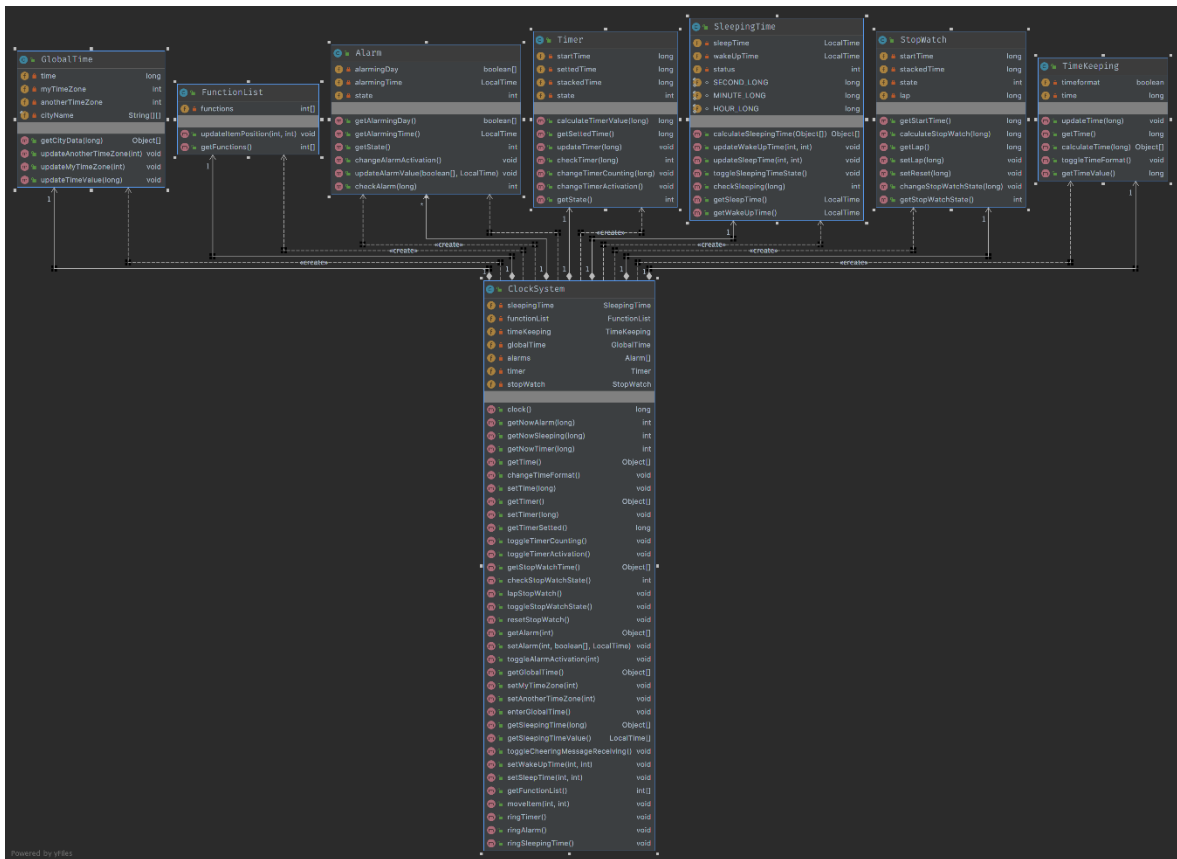 GlobalTime
time long
myTimeZone int
anotherTimeZone int
cityName String[][]
getCityData(long) Object[]
updateAnotherTimeZone(int) void
updateMyTimeZone(int) void
updateTimeValue(long) void
FunctionList
functions int[]
updateItemPosition(int, int) void
getFunctions() int[]
Alarm
alarmingDay boolean[]
alarmingTime LocalTime
state int
getAlarmingDay() boolean[]
getAlarmingTime() LocalTime
getState() int
changeAlarmActivation() void
updateAlarmValue(boolean[], LocalTime) void
checkAlarm(long) int
Timer
startTime long
settedTime long
stackedTime long
state int
calculateTimerValue(long) long
getSettedTime() long
updateTimer(long) void
checkTimer(long) int
changeTimerCounting(long) void
changeTimerActivation() void
getState() int
SleepingTime
sleepTime LocalTime
wakeUpTime LocalTime
status int
SECOND_LONG long
MINUTE_LONG long
HOUR_LONG long
calculateSleepingTime(Object[]) Object[]
updateWakeUpTime(int, int) void
updateSleepTime(int, int) void
toggleSleepingTimeState() void
checkSleeping(long) int
getSleepTime() LocalTime
getWakeUpTime() LocalTime
StopWatch
startTime long
stackedTime long
state int
lap long
getStartTime() long
calculateStopWatch(long) long
getLap() long
setLap(long) void
setReset(long) void
changeStopWatchState(long) void
getStopWatchState() int
TimeKeeping
timeformat boolean
time long
updateTime(long) void
getTime() long
calculateTime(long) Object[]
toggleTimeFormat() void
getTimeValue() long
1
1
1
1
1
1
«create»
«create»
«create»
«create»
«create»
«create»
«create»
1
1
1
1
ClockSystem
sleepingTime SleepingTime
functionList FunctionList
timeKeeping TimeKeeping
globalTime GlobalTime
alarms Alarm[]
timer Timer
stopWatch StopWatch
clock() long
getNowAlarm(long) int
getNowSleeping(long) int
getNowTimer(long) int
getTime() Object[]
changeTimeFormat() void
setTime(long) void
getTimer() Object[]
setTimer(long) void
getTimerSetted() long
toggleTimerCounting() void
toggleTimerActivation() void
getStopWatchTime() Object[]
checkStopWatchState() int
lapStopWatch() void
toggleStopWatchState() void
resetStopWatch() void
getAlarm(int) Object[]
setAlarm(int, boolean[], LocalTime) void
toggleAlarmActivation(int) void
getGlobalTime() Object[]
setMyTimeZone(int) void
setAnotherTimeZone(int) void
enterGlobalTime() void
getSleepingTime(long) Object[]
getSleepingTimeValue() LocalTime[]
toggleCheeringMessageReceiving() void
setWakeUpTime(int, int) void
setSleepTime(int, int) void
getFunctionList() int[]
moveItem(int, int) void
ringTimer() void
ringAlarm() void
ringSleepingTime() void
Powered by yFiles